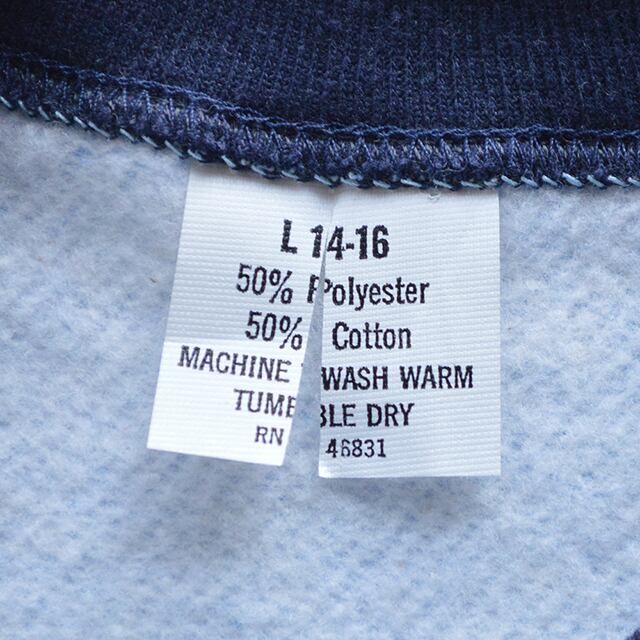 L 14-16
50% Polyester
50% Cotton
MACHINE WASH WARM
TUMBLE DRY
RN 46831